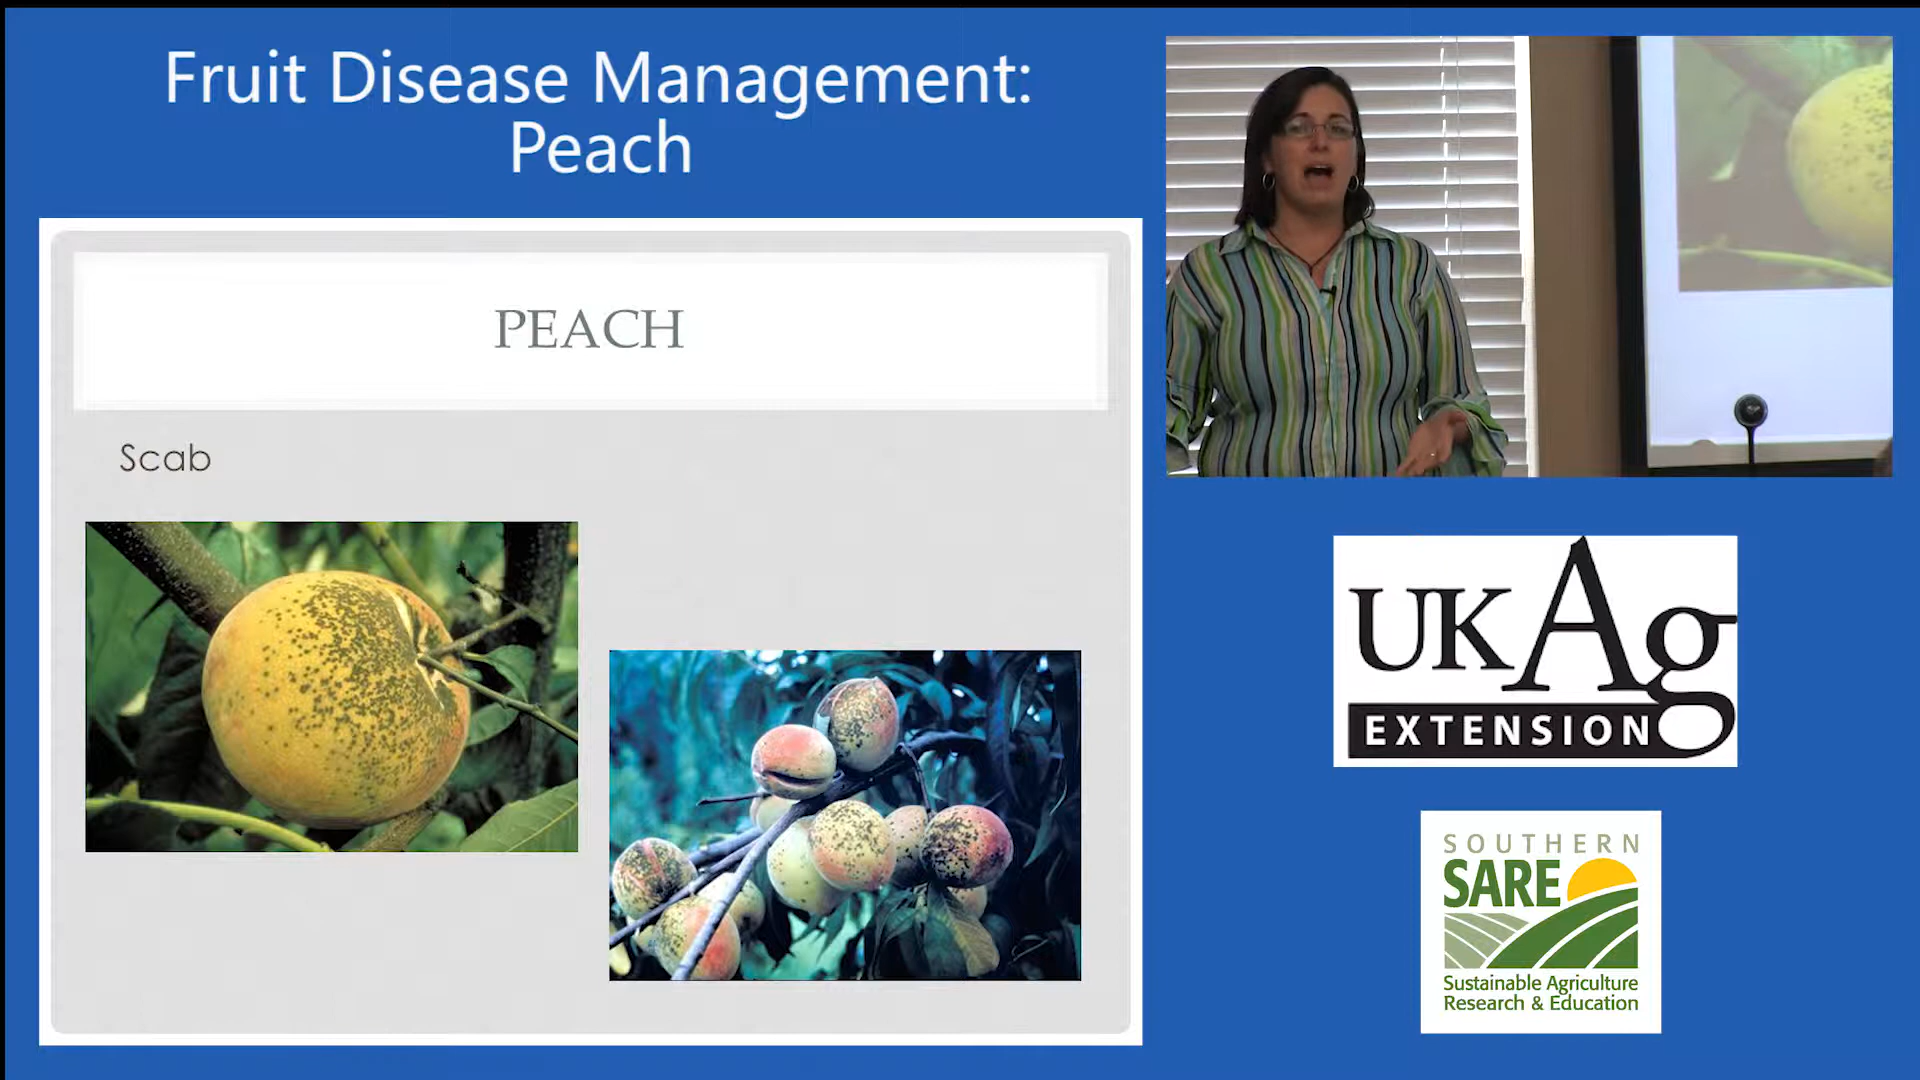 Fruit Disease Management:
Peach
PEACH
Scab
UKAg
EXTENSION
SOUTHERN
SARE
Sustainable Agriculture
Research & Education